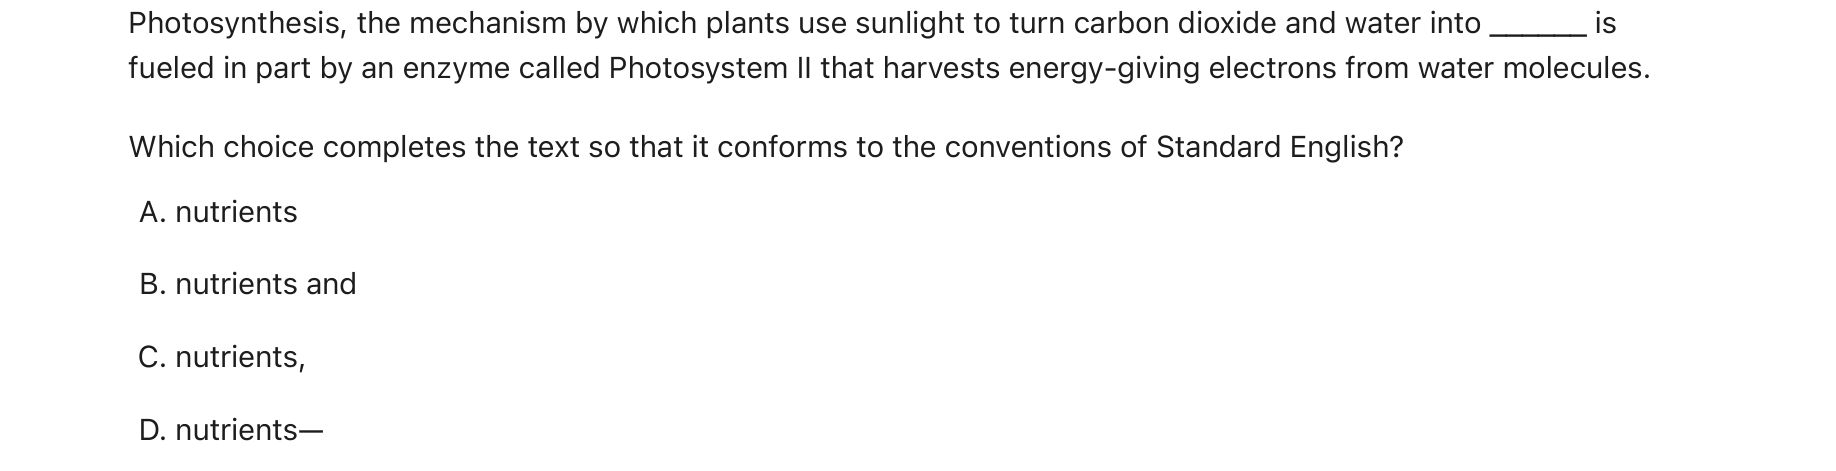 Photosynthesis, the mechanism by which plants use sunlight to turn carbon dioxide and water into ______ is
fueled in part by an enzyme called Photosystem II that harvests energy-giving electrons from water molecules.
Which choice completes the text so that it conforms to the conventions of Standard English?
A. nutrients
B. nutrients and
C. nutrients,
D. nutrients—